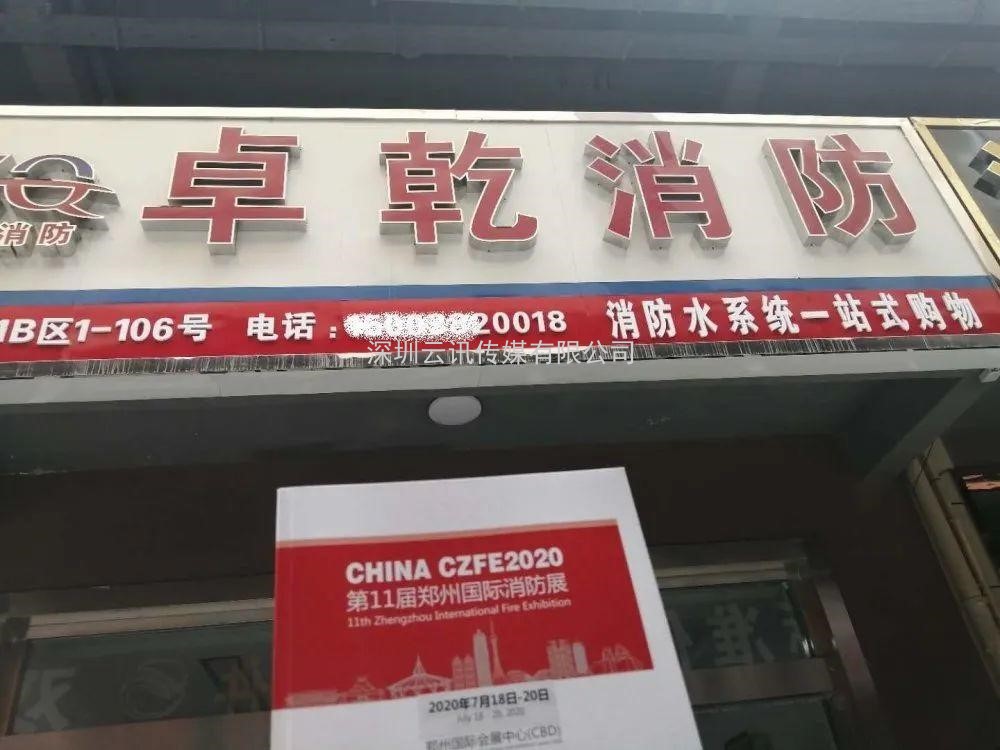 卓乾消防
消防
1B区1-106号 电话: 20018 消防水系统一站式购物
深圳云讯传媒有限公司
CHINA CZFE2020
第11届郑州国际消防展
11th Zhengzhou International Fire Exhibition
2020年7月18日-20日
July 18 - 20, 2020
郑州国际会展中心(CBD)